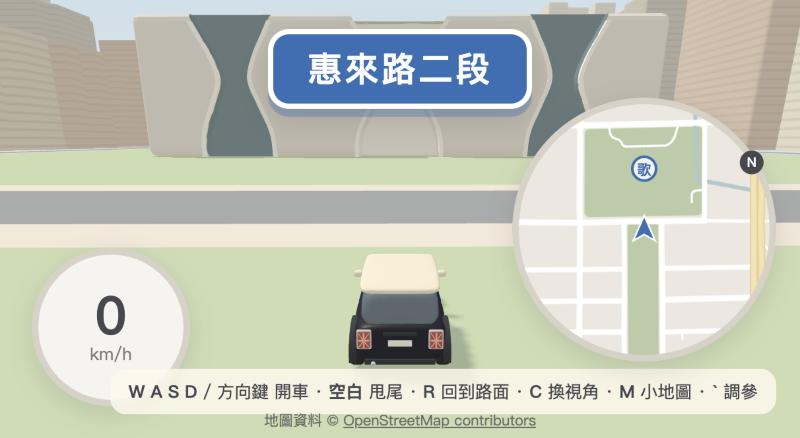 惠來路二段
N
歌
0
km/h
W A S D / 方向鍵 開車 · 空白 甩尾 · R 回到路面 · C 換視角 · M 小地圖 · ` 調參
地圖資料 © OpenStreetMap contributors